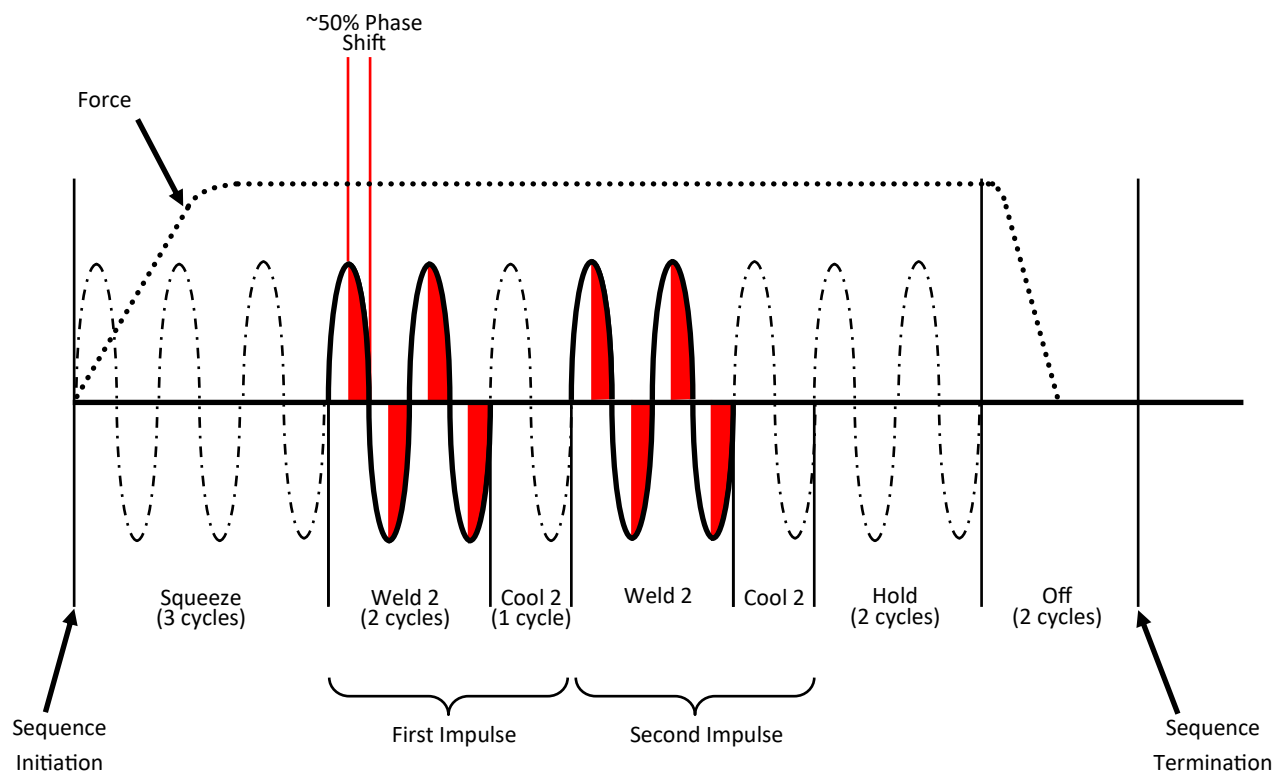 ~50% Phase
Shift
Force
Squeeze
(3 cycles)
Weld 2
(2 cycles)
Cool 2
(1 cycle)
Weld 2
Cool 2
Hold
(2 cycles)
Off
(2 cycles)
First Impulse
Second Impulse
Sequence
Initiation
Sequence
Termination